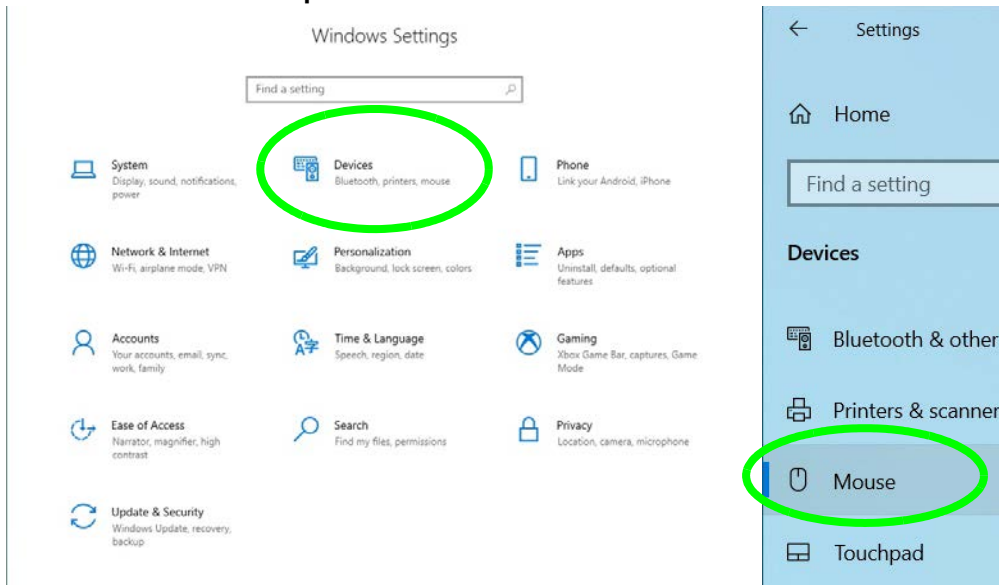 Windows Settings
Find a setting
System
Display, sound, notifications,
power
Devices
Bluetooth, printers, mouse
Phone
Link your Android, iPhone
Network & Internet
Wi-Fi, airplane mode, VPN
Personalization
Background, lock screen, colors
Apps
Uninstall, defaults, optional
features
Accounts
Your accounts, email, sync,
work, family
Time & Language
Speech, region, date
Gaming
Xbox Game Bar, captures, Game
Mode
Ease of Access
Narrator, magnifier, high
contrast
Search
Find my files, permissions
Privacy
Location, camera, microphone
Update & Security
Windows Update, recovery,
backup
Settings
Home
Find a setting
Devices
Bluetooth & other
Printers & scanner
Mouse
Touchpad